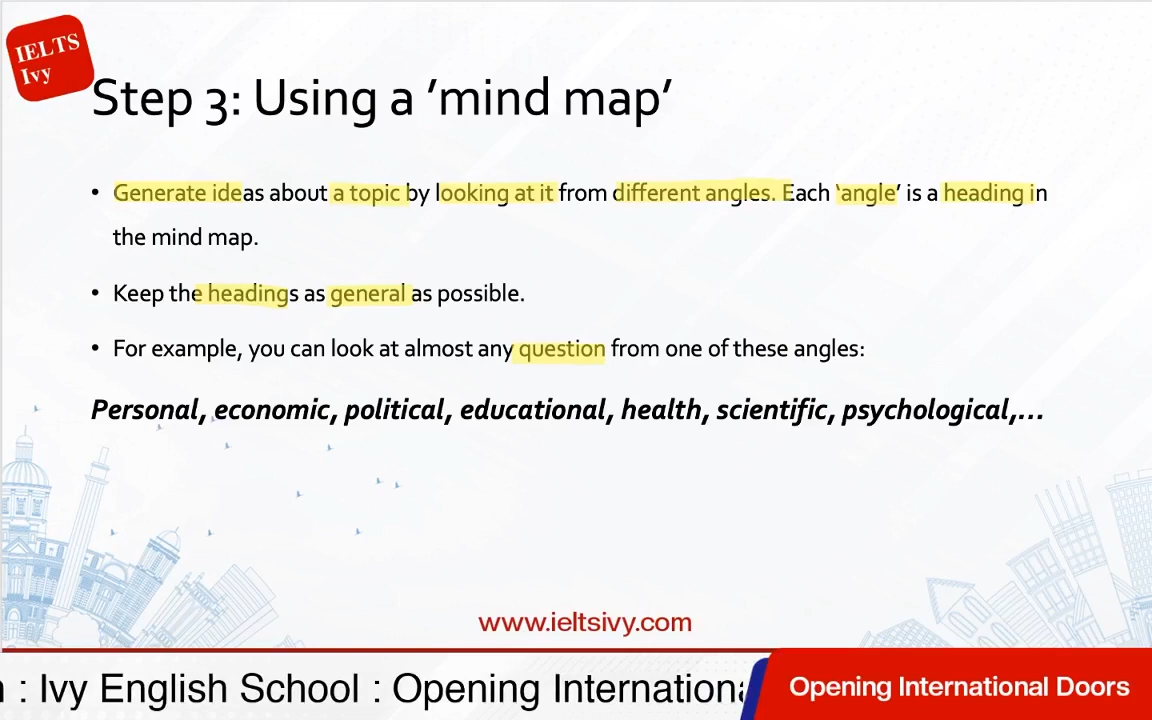 IELTS
Ivy
Step 3: Using a ‘mind map’
• Generate ideas about a topic by looking at it from different angles. Each ‘angle’ is a heading in
the mind map.
• Keep the headings as general as possible.
• For example, you can look at almost any question from one of these angles:
Personal, economic, political, educational, health, scientific, psychological,...
www.ieltsivy.com
: Ivy English School : Opening Internationa
Opening International Doors